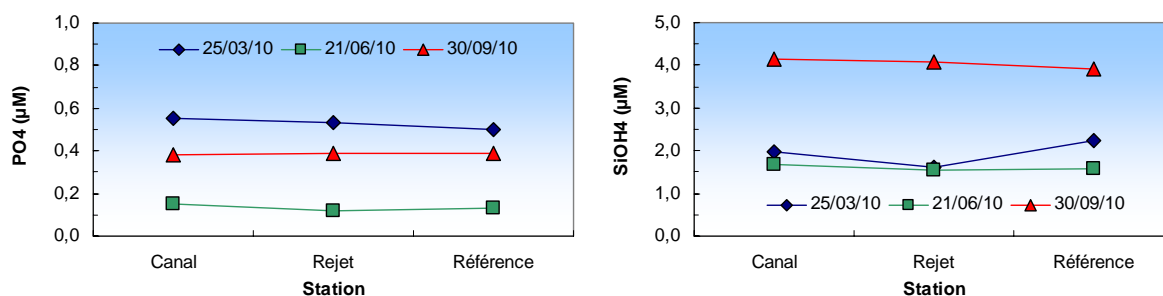 1,0
0,8
0,6
0,4
0,2
0,0
PO4 (µM)
25/03/10 21/06/10 30/09/10
Canal Rejet Référence
Station
5,0
4,0
3,0
2,0
1,0
0,0
SiOH4 (µM)
25/03/10 21/06/10 30/09/10
Canal Rejet Référence
Station